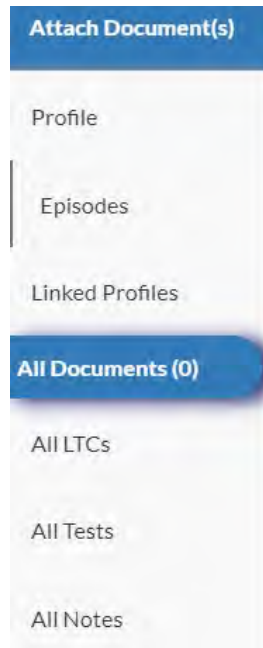 Attach Document(s)
Profile
Episodes
Linked Profiles
All Documents (0)
All LTCs
All Tests
All Notes